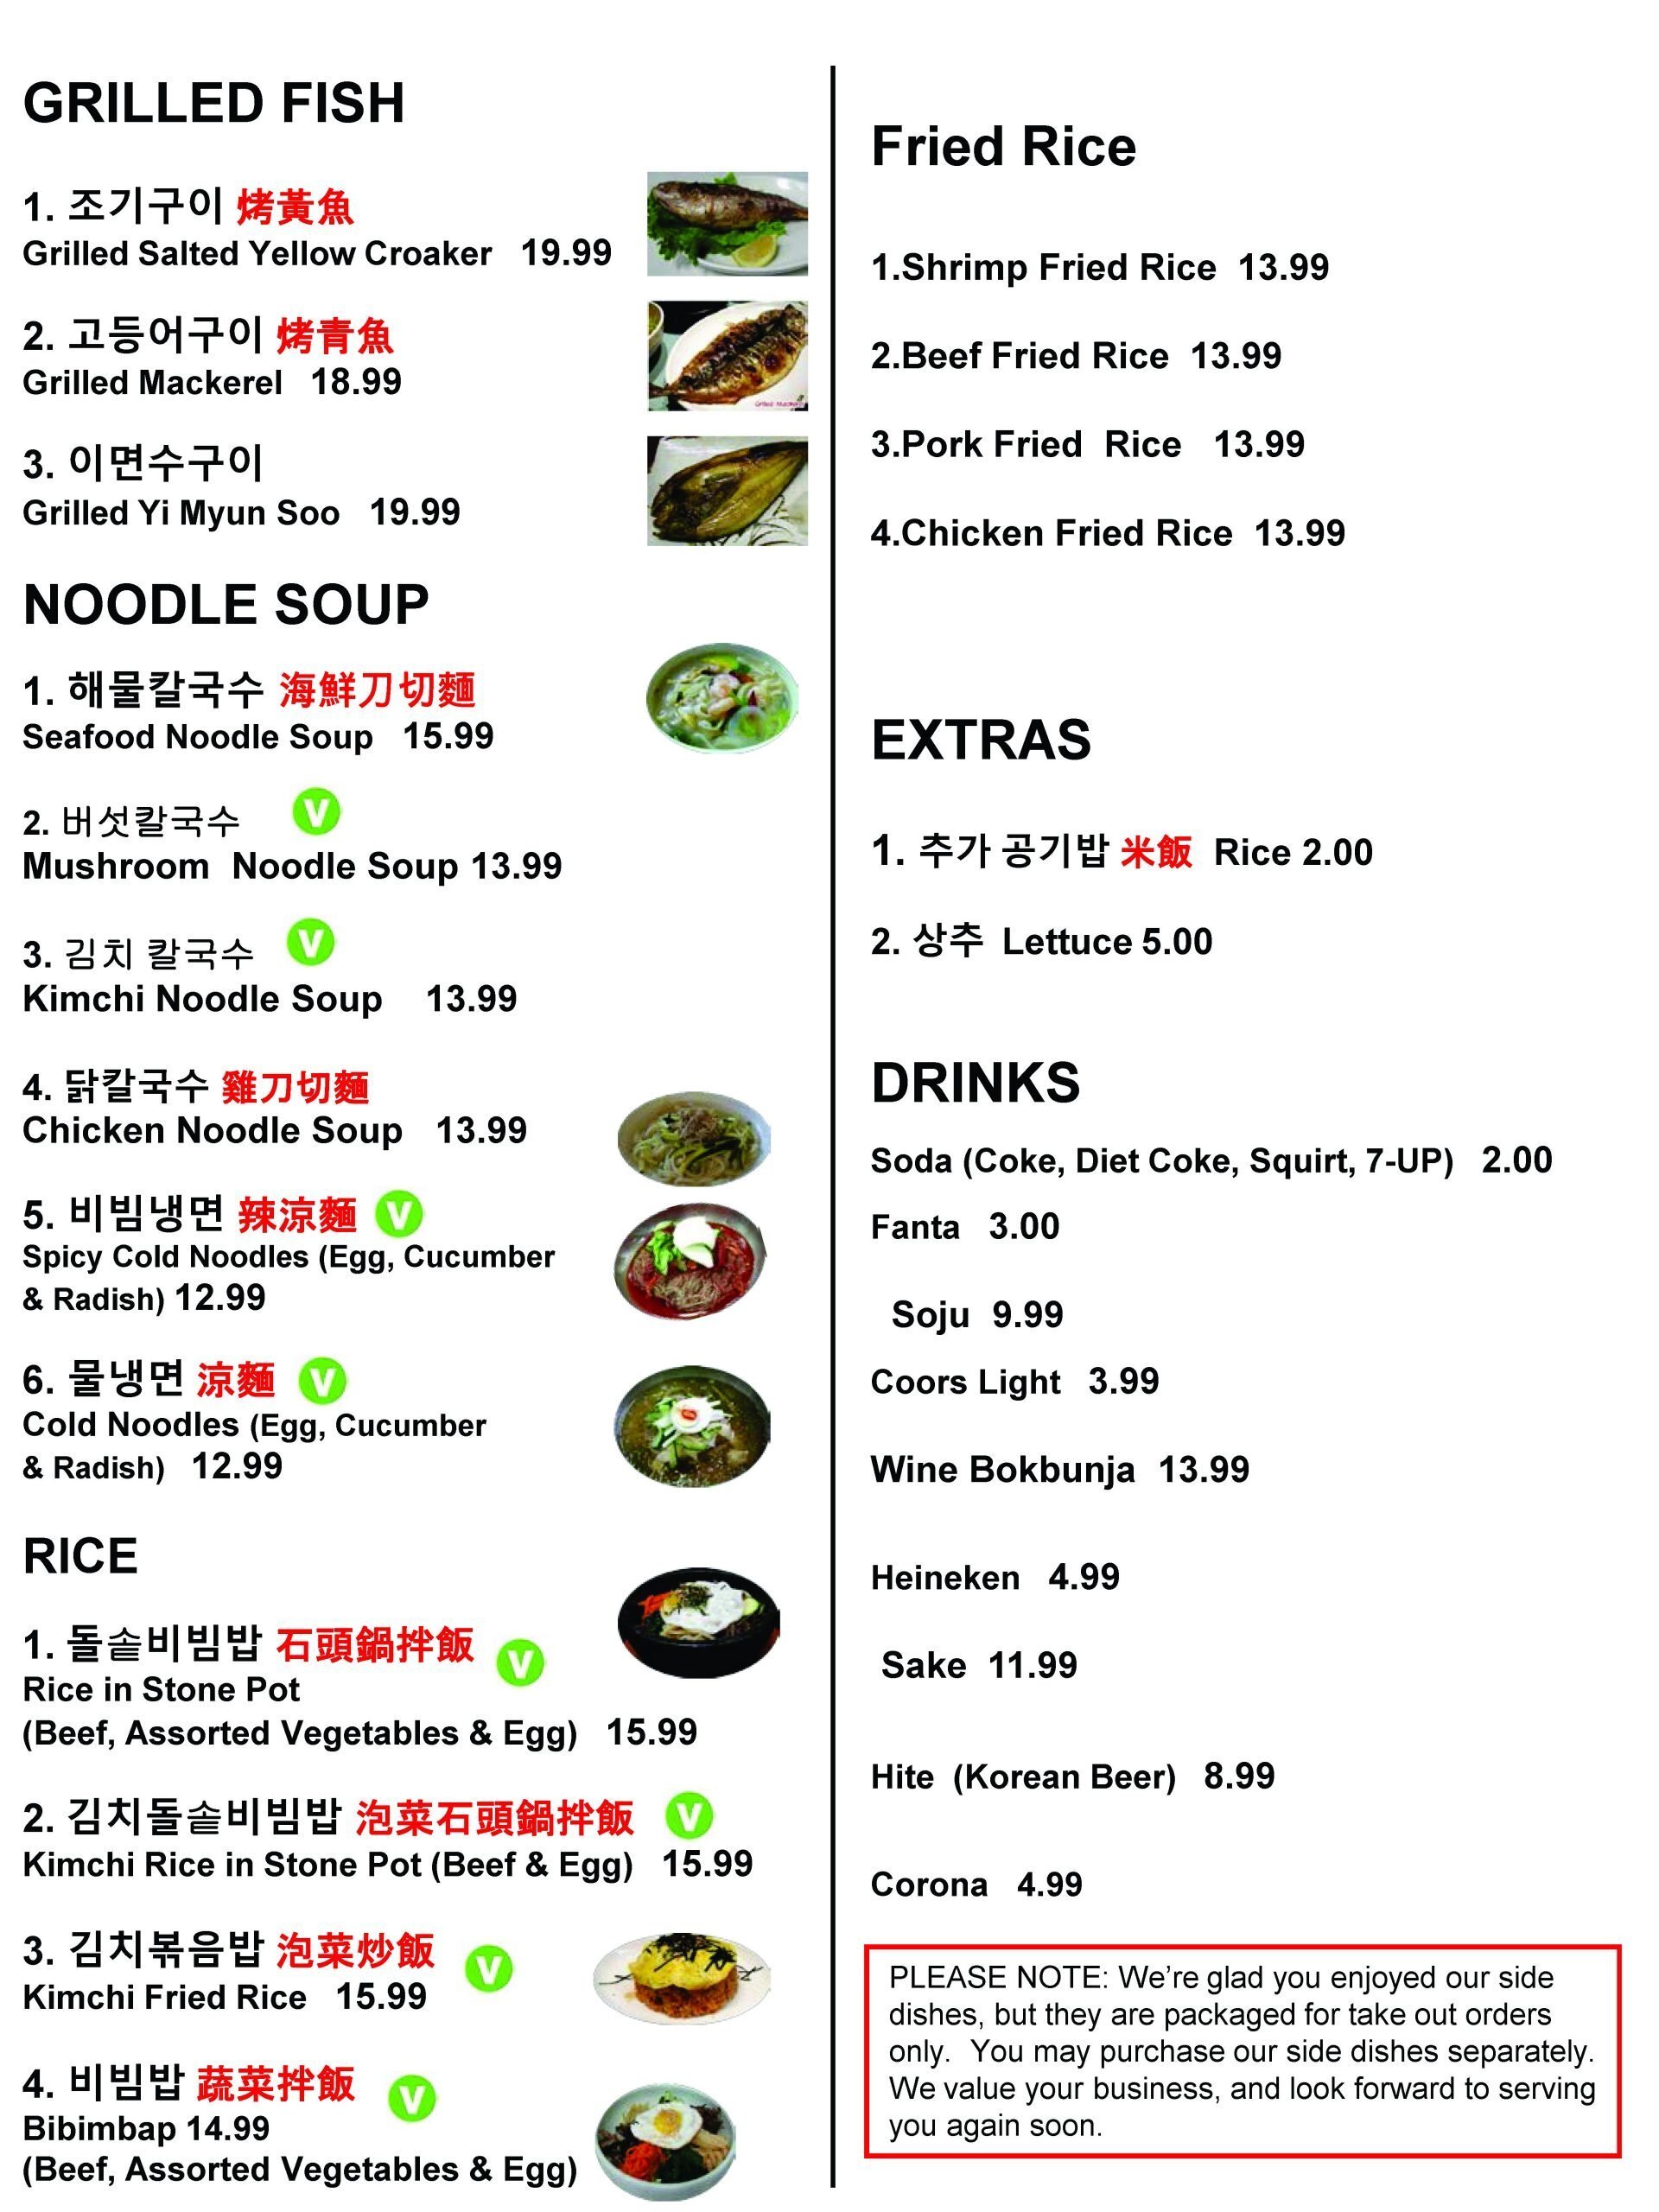 GRILLED FISH
1. 조기구이 烤黃魚
Grilled Salted Yellow Croaker 19.99
2. 고등어구이 烤青魚
Grilled Mackerel 18.99
3. 이면수구이
Grilled Yi Myun Soo 19.99
NOODLE SOUP
1. 해물칼국수 海鮮刀切麵
Seafood Noodle Soup 15.99
2. 버섯칼국수 V
Mushroom Noodle Soup 13.99
3. 김치 칼국수 V
Kimchi Noodle Soup 13.99
4. 닭칼국수 雞刀切麵
Chicken Noodle Soup 13.99
5. 비빔냉면 辣涼麵 V
Spicy Cold Noodles (Egg, Cucumber
& Radish) 12.99
6. 물냉면 涼麵 V
Cold Noodles (Egg, Cucumber
& Radish) 12.99
RICE
1. 돌솥비빔밥 石頭鍋拌飯 V
Rice in Stone Pot
(Beef, Assorted Vegetables & Egg) 15.99
2. 김치돌솥비빔밥 泡菜石頭鍋拌飯 V
Kimchi Rice in Stone Pot (Beef & Egg) 15.99
3. 김치볶음밥 泡菜炒飯 V
Kimchi Fried Rice 15.99
4. 비빔밥 蔬菜拌飯 V
Bibimbap 14.99
(Beef, Assorted Vegetables & Egg)
Fried Rice
1.Shrimp Fried Rice 13.99
2.Beef Fried Rice 13.99
3.Pork Fried Rice 13.99
4.Chicken Fried Rice 13.99
EXTRAS
1. 추가 공기밥 米飯 Rice 2.00
2. 상추 Lettuce 5.00
DRINKS
Soda (Coke, Diet Coke, Squirt, 7-UP) 2.00
Fanta 3.00
Soju 9.99
Coors Light 3.99
Wine Bokbunja 13.99
Heineken 4.99
Sake 11.99
Hite (Korean Beer) 8.99
Corona 4.99
PLEASE NOTE: We're glad you enjoyed our side
dishes, but they are packaged for take out orders
only. You may purchase our side dishes separately.
We value your business, and look forward to serving
you again soon.